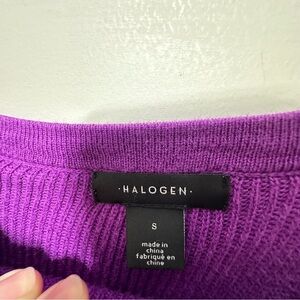 ·HALOGEN·
S
made in
china
fabriqué en
chine